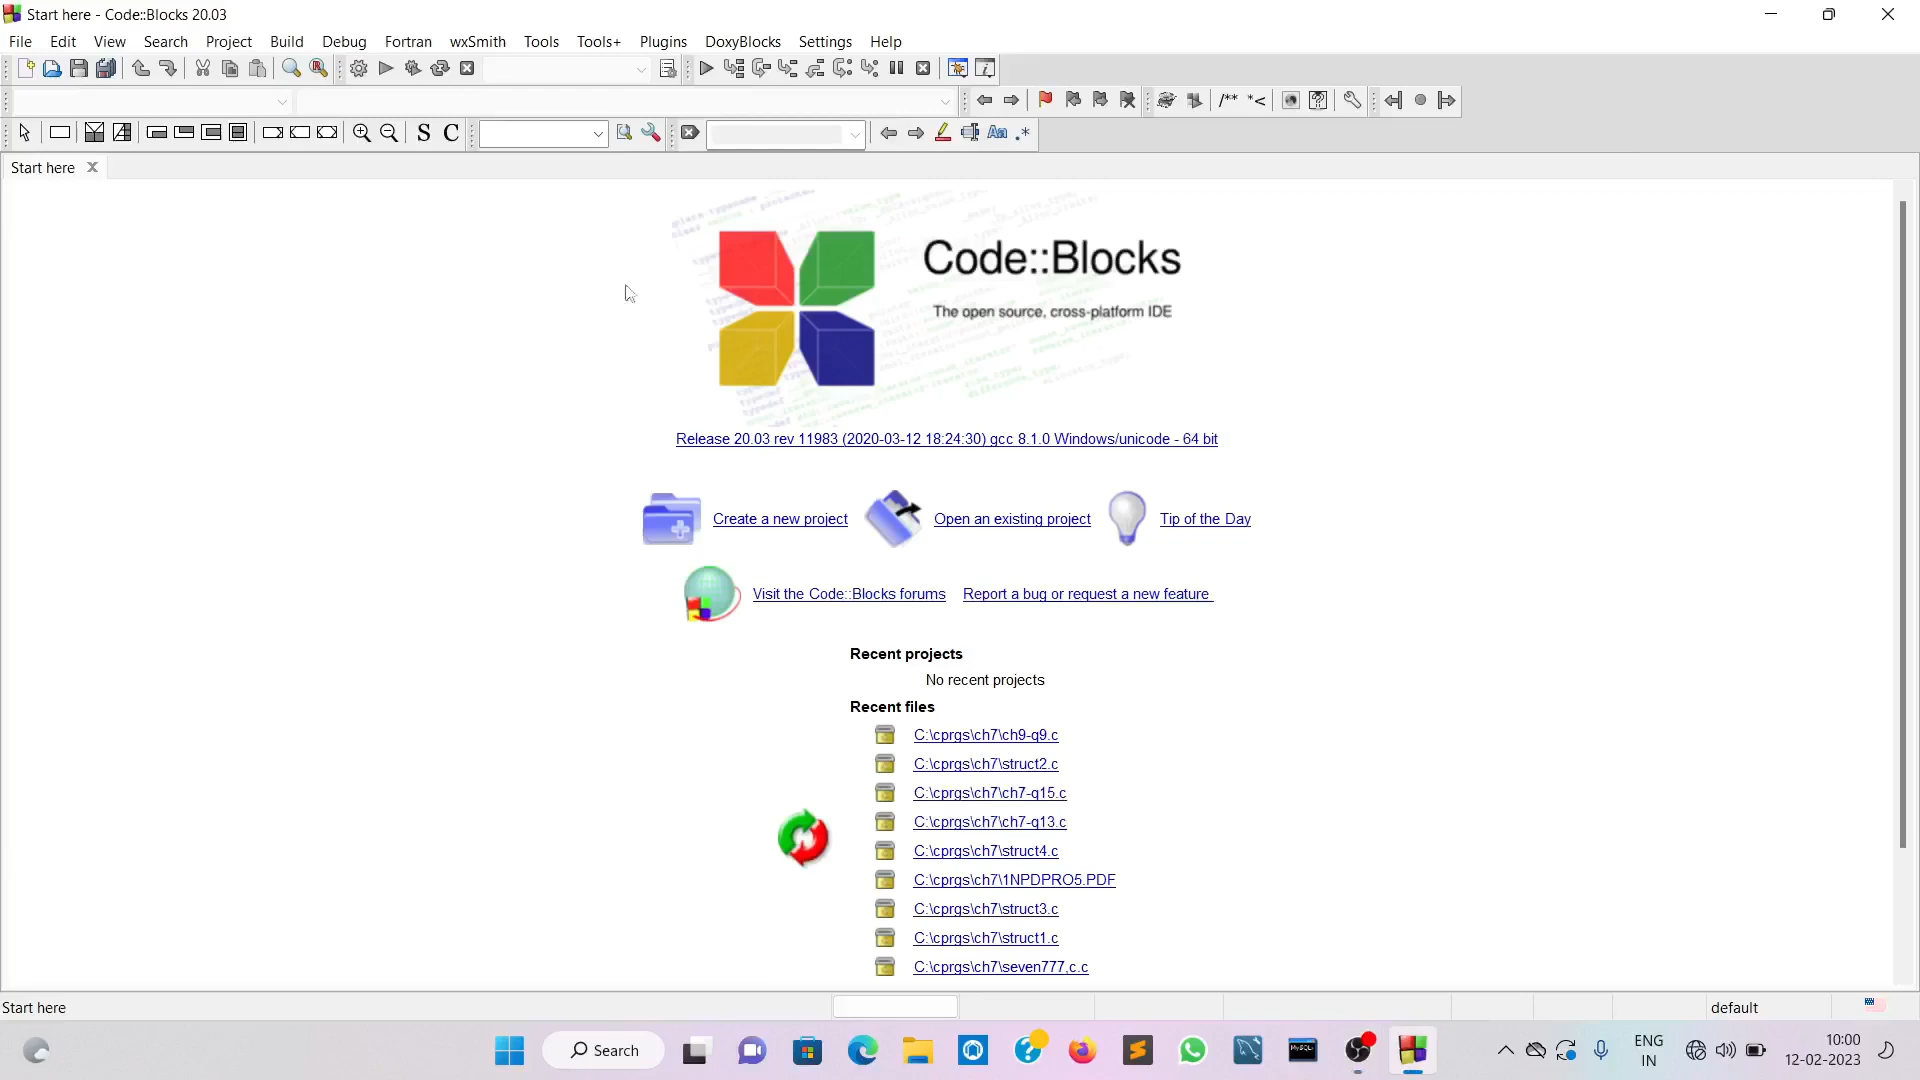 Start here - Code::Blocks 20.03
File Edit View Search Project Build Debug Fortran wxSmith Tools Tools+ Plugins DoxyBlocks Settings Help
/** *<
S C Aa .*
Start here
Code::Blocks
The open source, cross-platform IDE
Release 20.03 rev 11983 (2020-03-12 18:24:30) gcc 8.1.0 Windows/unicode - 64 bit
Create a new project Open an existing project Tip of the Day
Visit the Code::Blocks forums Report a bug or request a new feature
Recent projects
No recent projects
Recent files
C:\cprgs\ch7\ch9-q9.c
C:\cprgs\ch7\struct2.c
C:\cprgs\ch7\ch7-q15.c
C:\cprgs\ch7\ch7-q13.c
C:\cprgs\ch7\struct4.c
C:\cprgs\ch7\1NPDPRO5.PDF
C:\cprgs\ch7\struct3.c
C:\cprgs\ch7\struct1.c
C:\cprgs\ch7\seven777,c.c
Start here default
Search
ENG
IN
10:00
12-02-2023